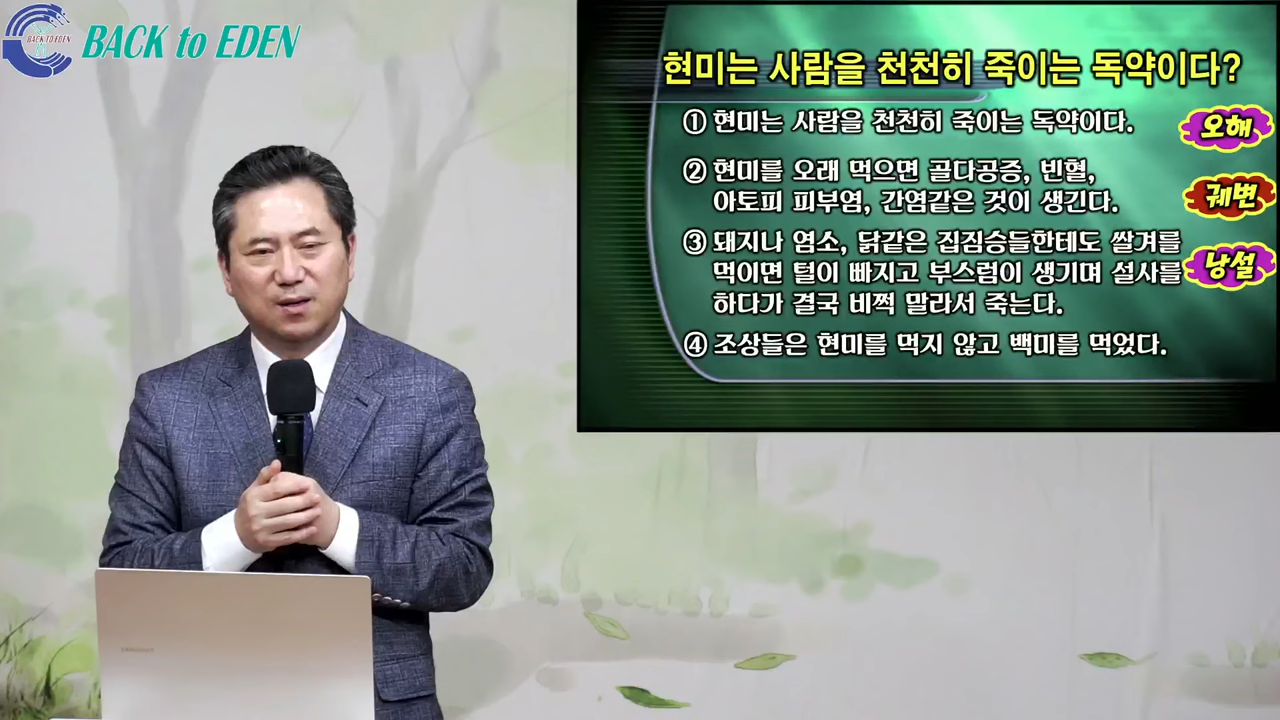 BACK TO EDEN
BACK to EDEN
현미는 사람을 천천히 죽이는 독약이다?
① 현미는 사람을 천천히 죽이는 독약이다.
오해
② 현미를 오래 먹으면 골다공증, 빈혈,
아토피 피부염, 간염같은 것이 생긴다.
궤변
③ 돼지나 염소, 닭같은 집짐승들한테도 쌀겨를
먹이면 털이 빠지고 부스럼이 생기며 설사를
하다가 결국 비쩍 말라서 죽는다.
낭설
④ 조상들은 현미를 먹지 않고 백미를 먹었다.
SAMSUNG